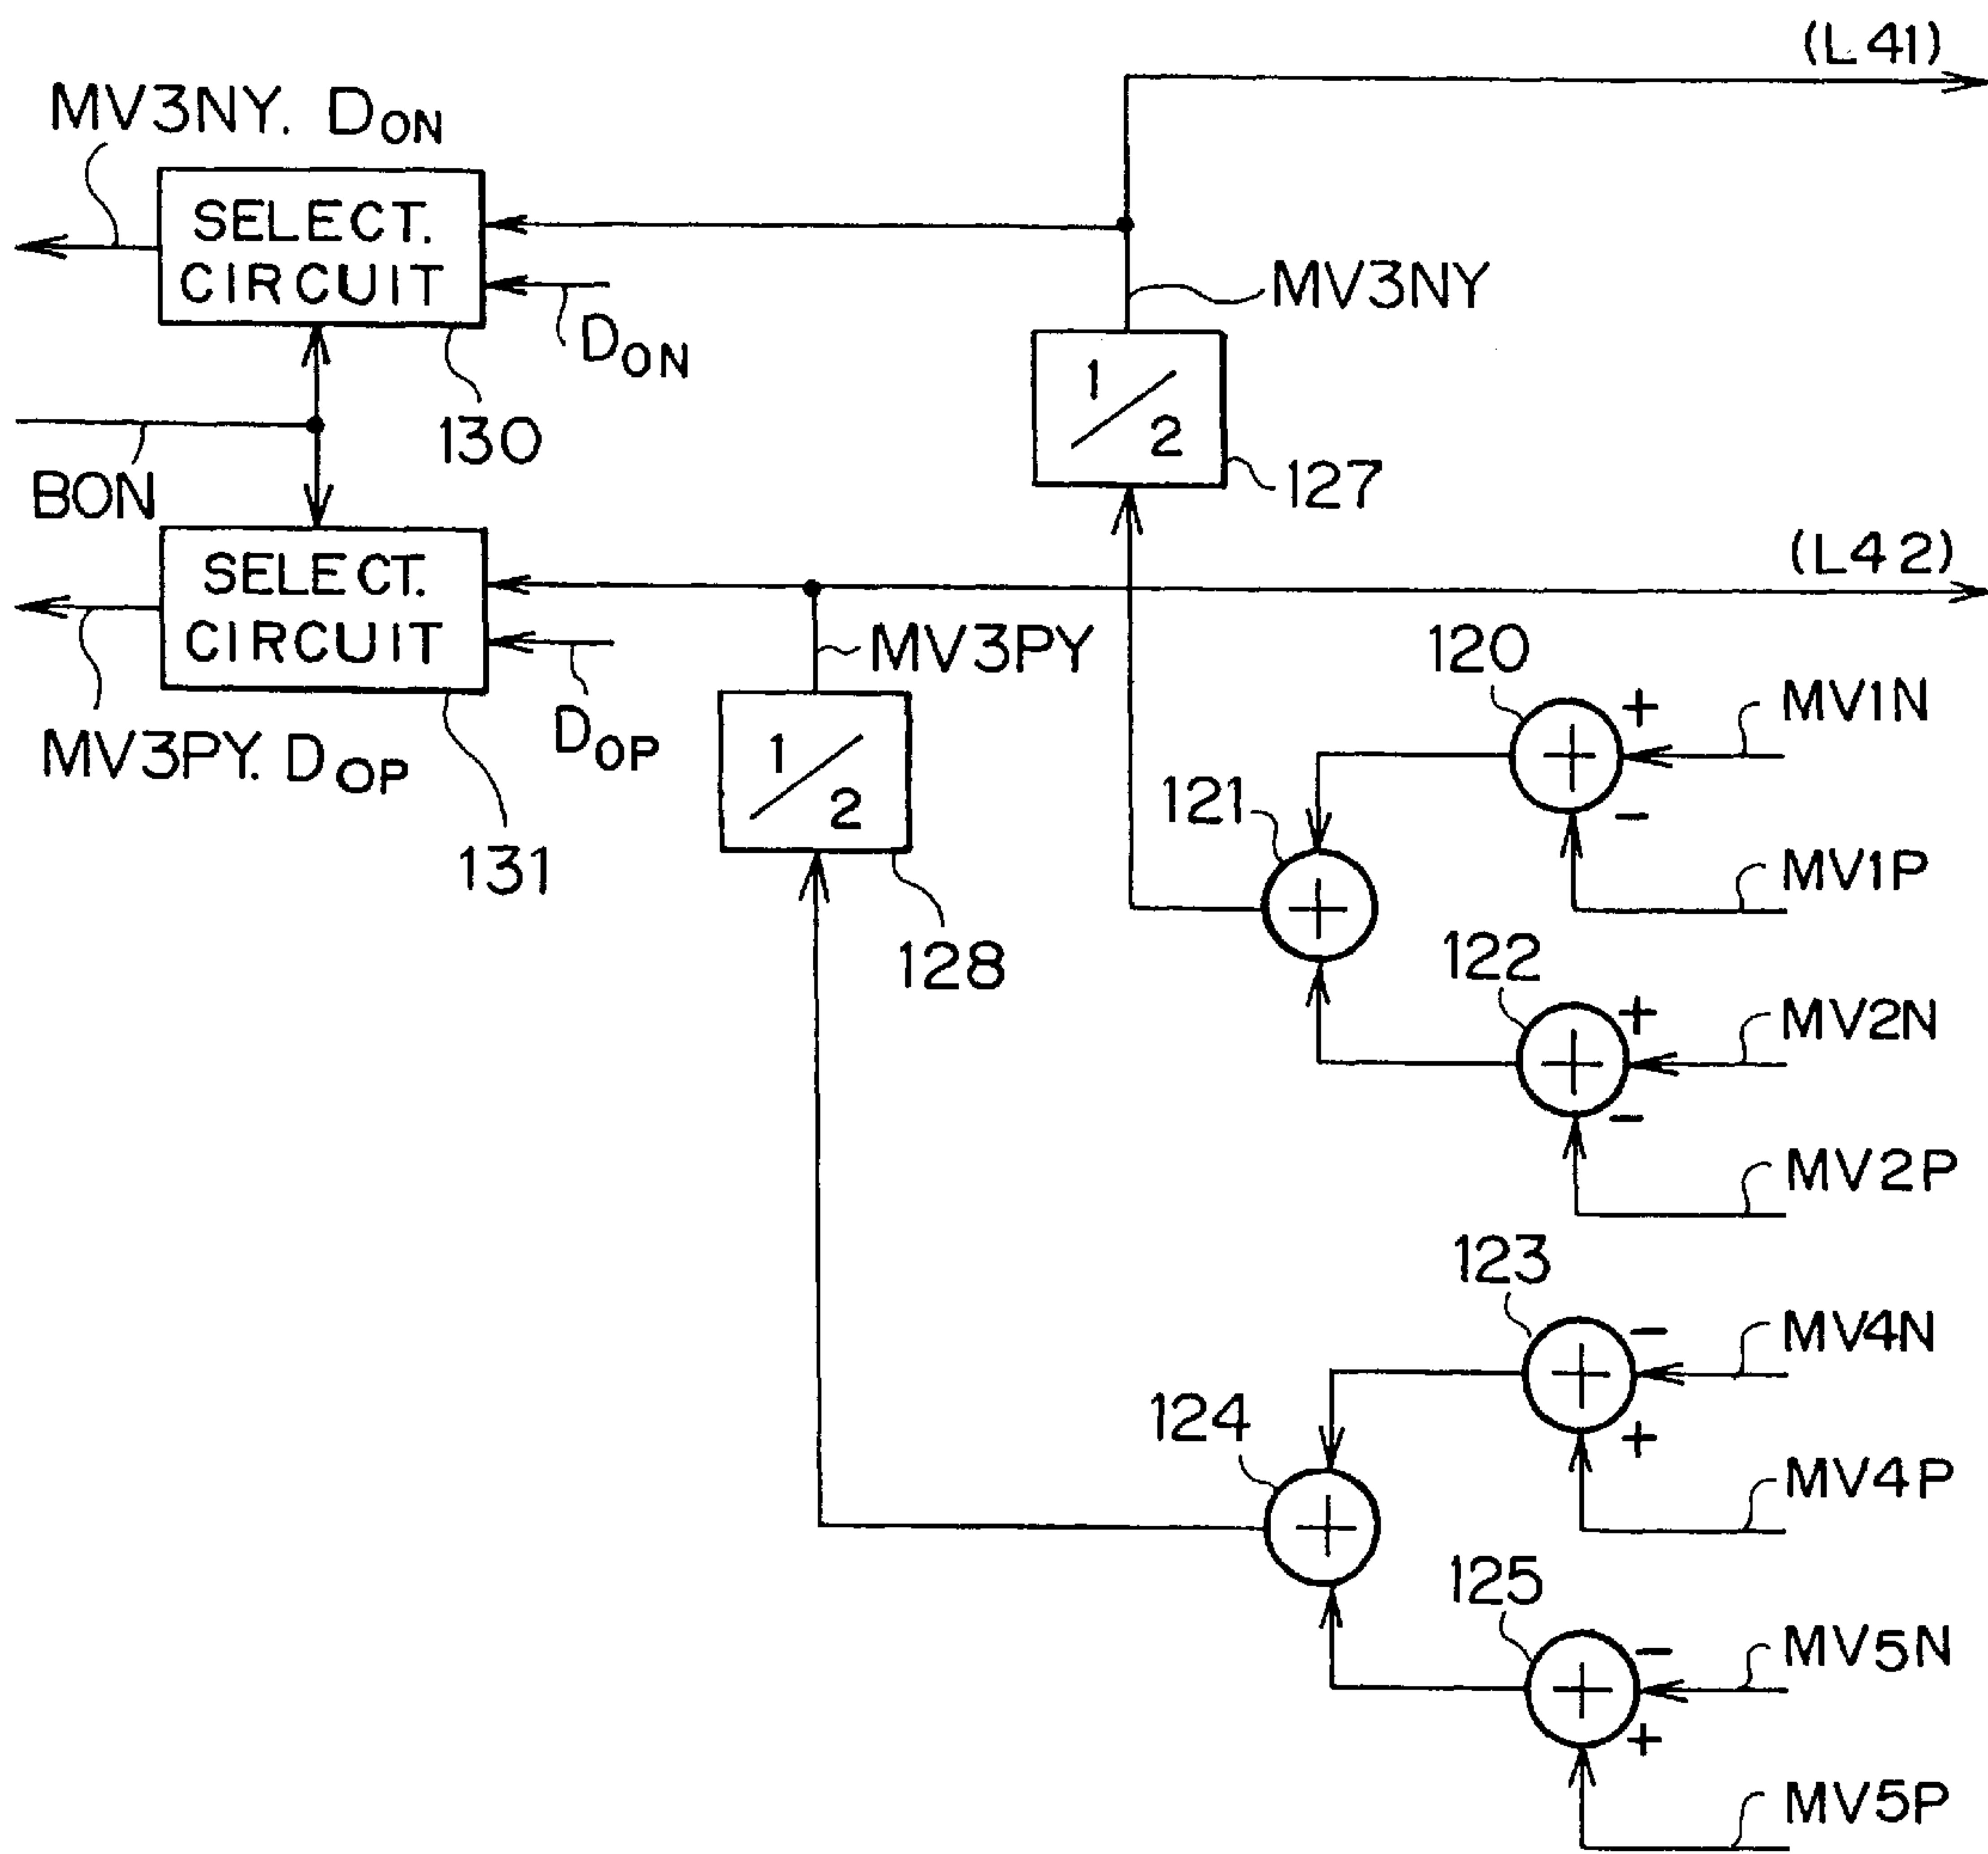 (L41)
MV3NY. DON
SELECT.
CIRCUIT
MV3NY
DON
1/2
130
127
BON
(L42)
SELECT.
CIRCUIT
120
MV3PY
MV1N
+
DOP
MV3PY. DOP
1/2
121
-
131
MV1P
128
122
+
MV2N
-
MV2P
123
-
MV4N
124
+
MV4P
125
-
MV5N
+
MV5P